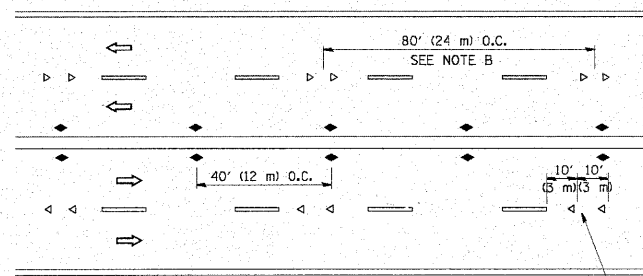 80' (24 m) O.C.
SEE NOTE B
40' (12 m) O.C.
10' 10'
(3 m) (3 m)